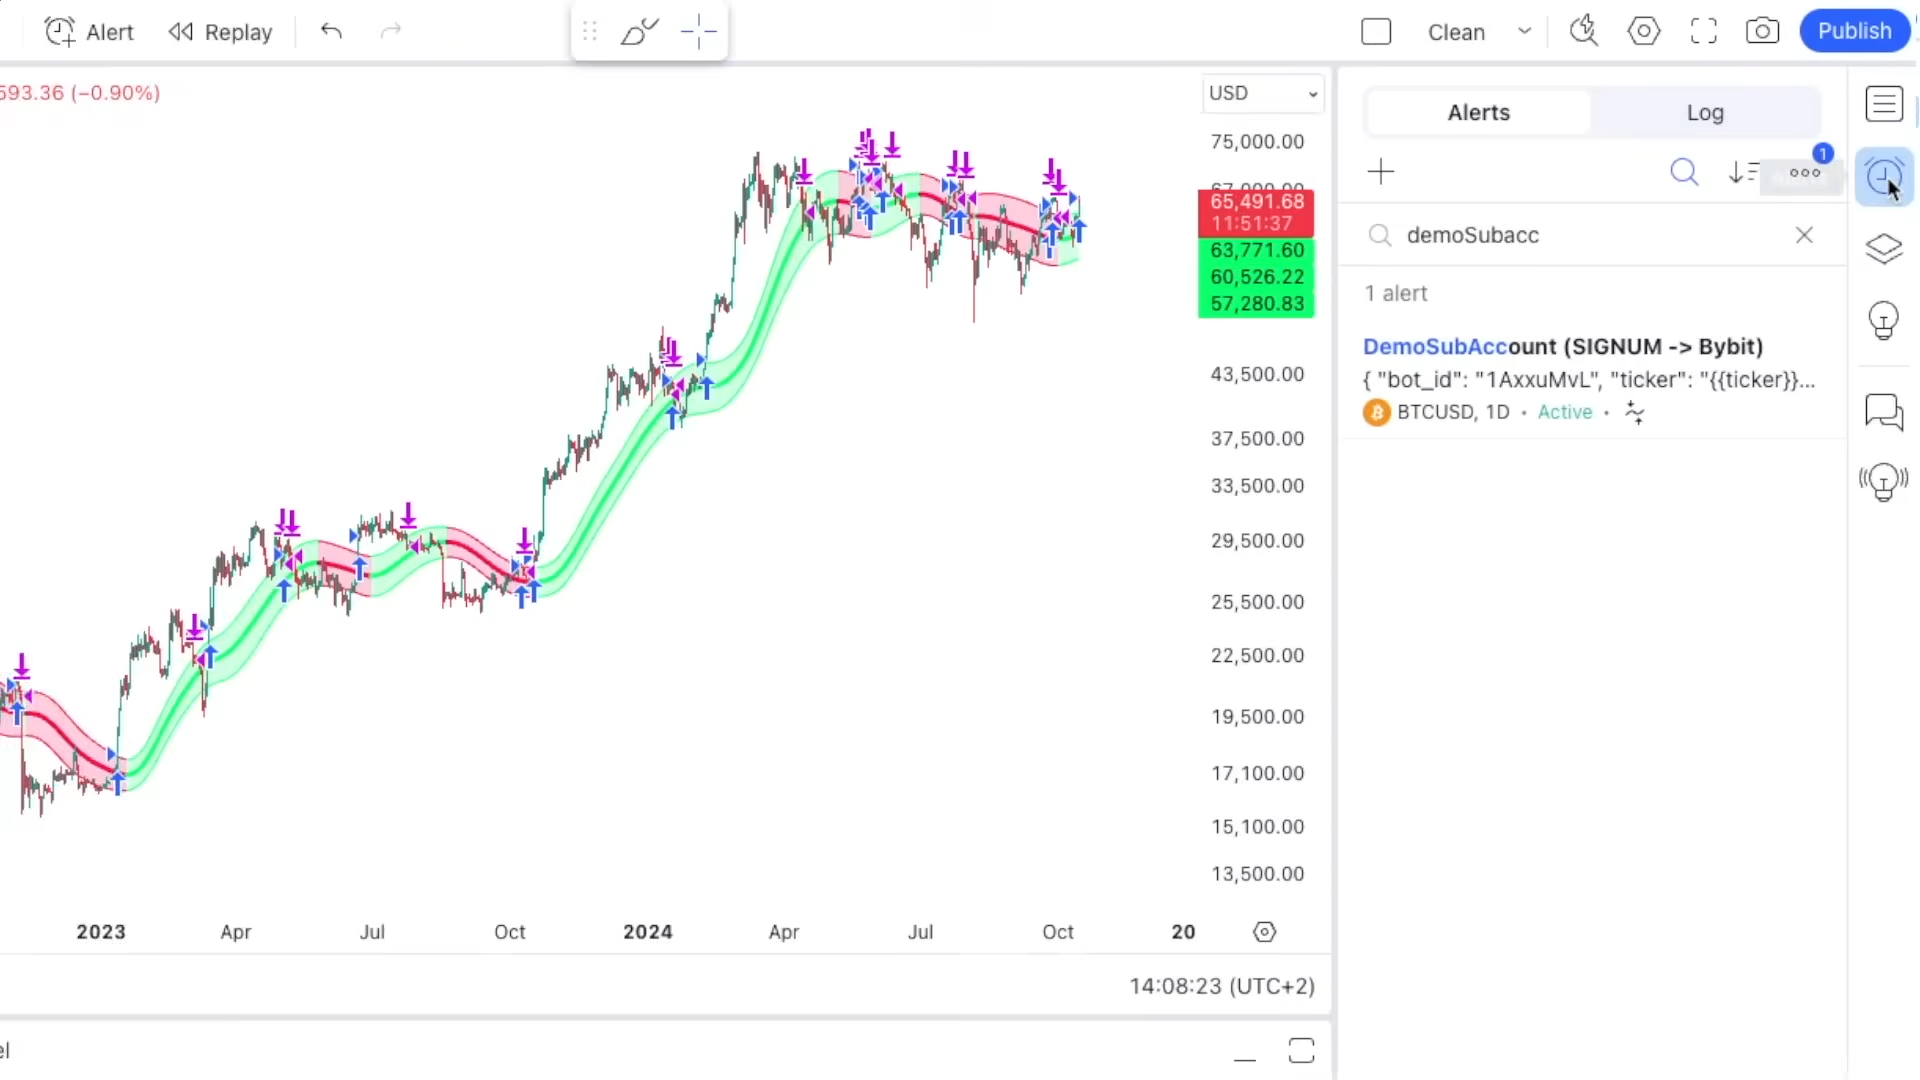 Alert
Replay
Clean
Publish
593.36 (−0.90%)
USD
75,000.00
65,491.68
11:51:37
63,771.60
60,526.22
57,280.83
43,500.00
37,500.00
33,500.00
29,500.00
25,500.00
22,500.00
19,500.00
17,100.00
15,100.00
13,500.00
2023
Apr
Jul
Oct
2024
Apr
Jul
Oct
20
14:08:23 (UTC+2)
el
Alerts
Log
1
demoSubacc
1 alert
DemoSubAccount (SIGNUM -> Bybit)
{ "bot_id": "1AxxuMvL", "ticker": "{{ticker}}...
BTCUSD, 1D • Active •